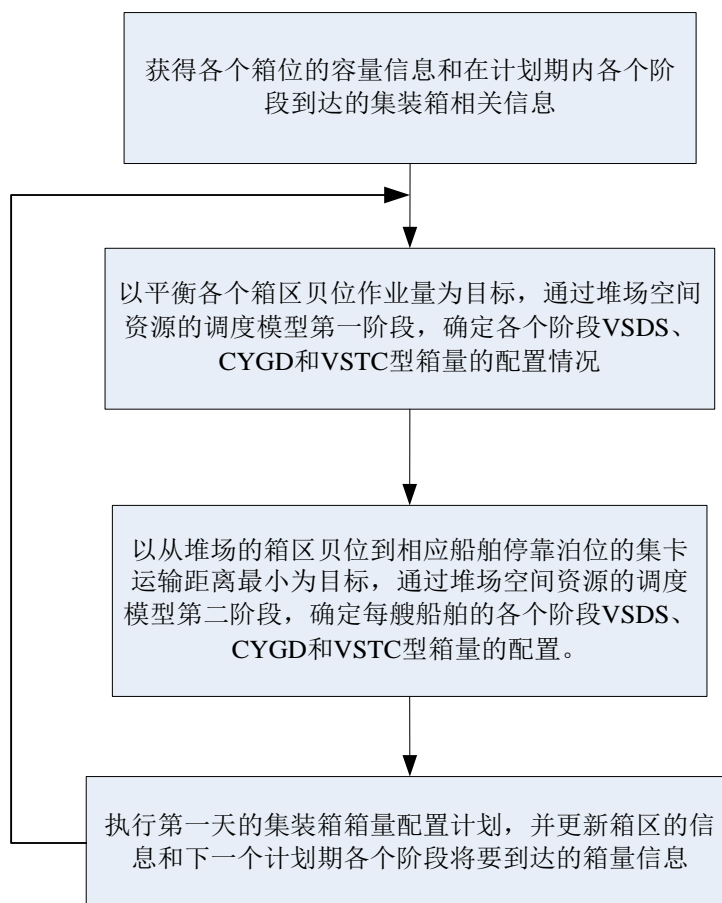 获得各个箱位的容量信息和在计划期内各个阶
段到达的集装箱相关信息
以平衡各个箱区贝位作业量为目标，通过堆场空间
资源的调度模型第一阶段，确定各个阶段VSDS、
CYGD和VSTC型箱量的配置情况
以从堆场的箱区贝位到相应船舶停靠泊位的集卡
运输距离最小为目标，通过堆场空间资源的调度
模型第二阶段，确定每艘船舶的各个阶段VSDS、
CYGD和VSTC型箱量的配置。
执行第一天的集装箱箱量配置计划，并更新箱区的信
息和下一个计划期各个阶段将要到达的箱量信息